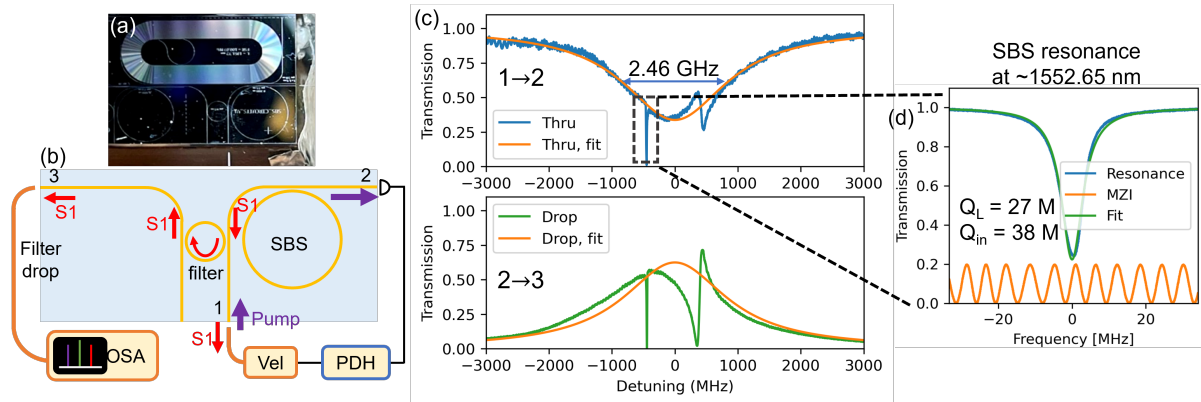 (a)
(b)
3
2
S1
S1
S1
SBS
Filter
drop
filter
1
Pump
S1
OSA
Vel
PDH
(c)
1.00
0.75
0.50
0.25
0.00
Transmission
2.46 GHz
1→2
Thru
Thru, fit
−3000 −2000 −1000 0 1000 2000 3000
1.00
0.75
0.50
0.25
0.00
Transmission
Drop
Drop, fit
2→3
−3000 −2000 −1000 0 1000 2000 3000
Detuning (MHz)
SBS resonance
at ~1552.65 nm
(d)
1.0
0.8
0.6
0.4
0.2
0.0
Transmission
Resonance
MZI
Fit
QL = 27 M
Qin = 38 M
−20 0 20
Frequency [MHz]